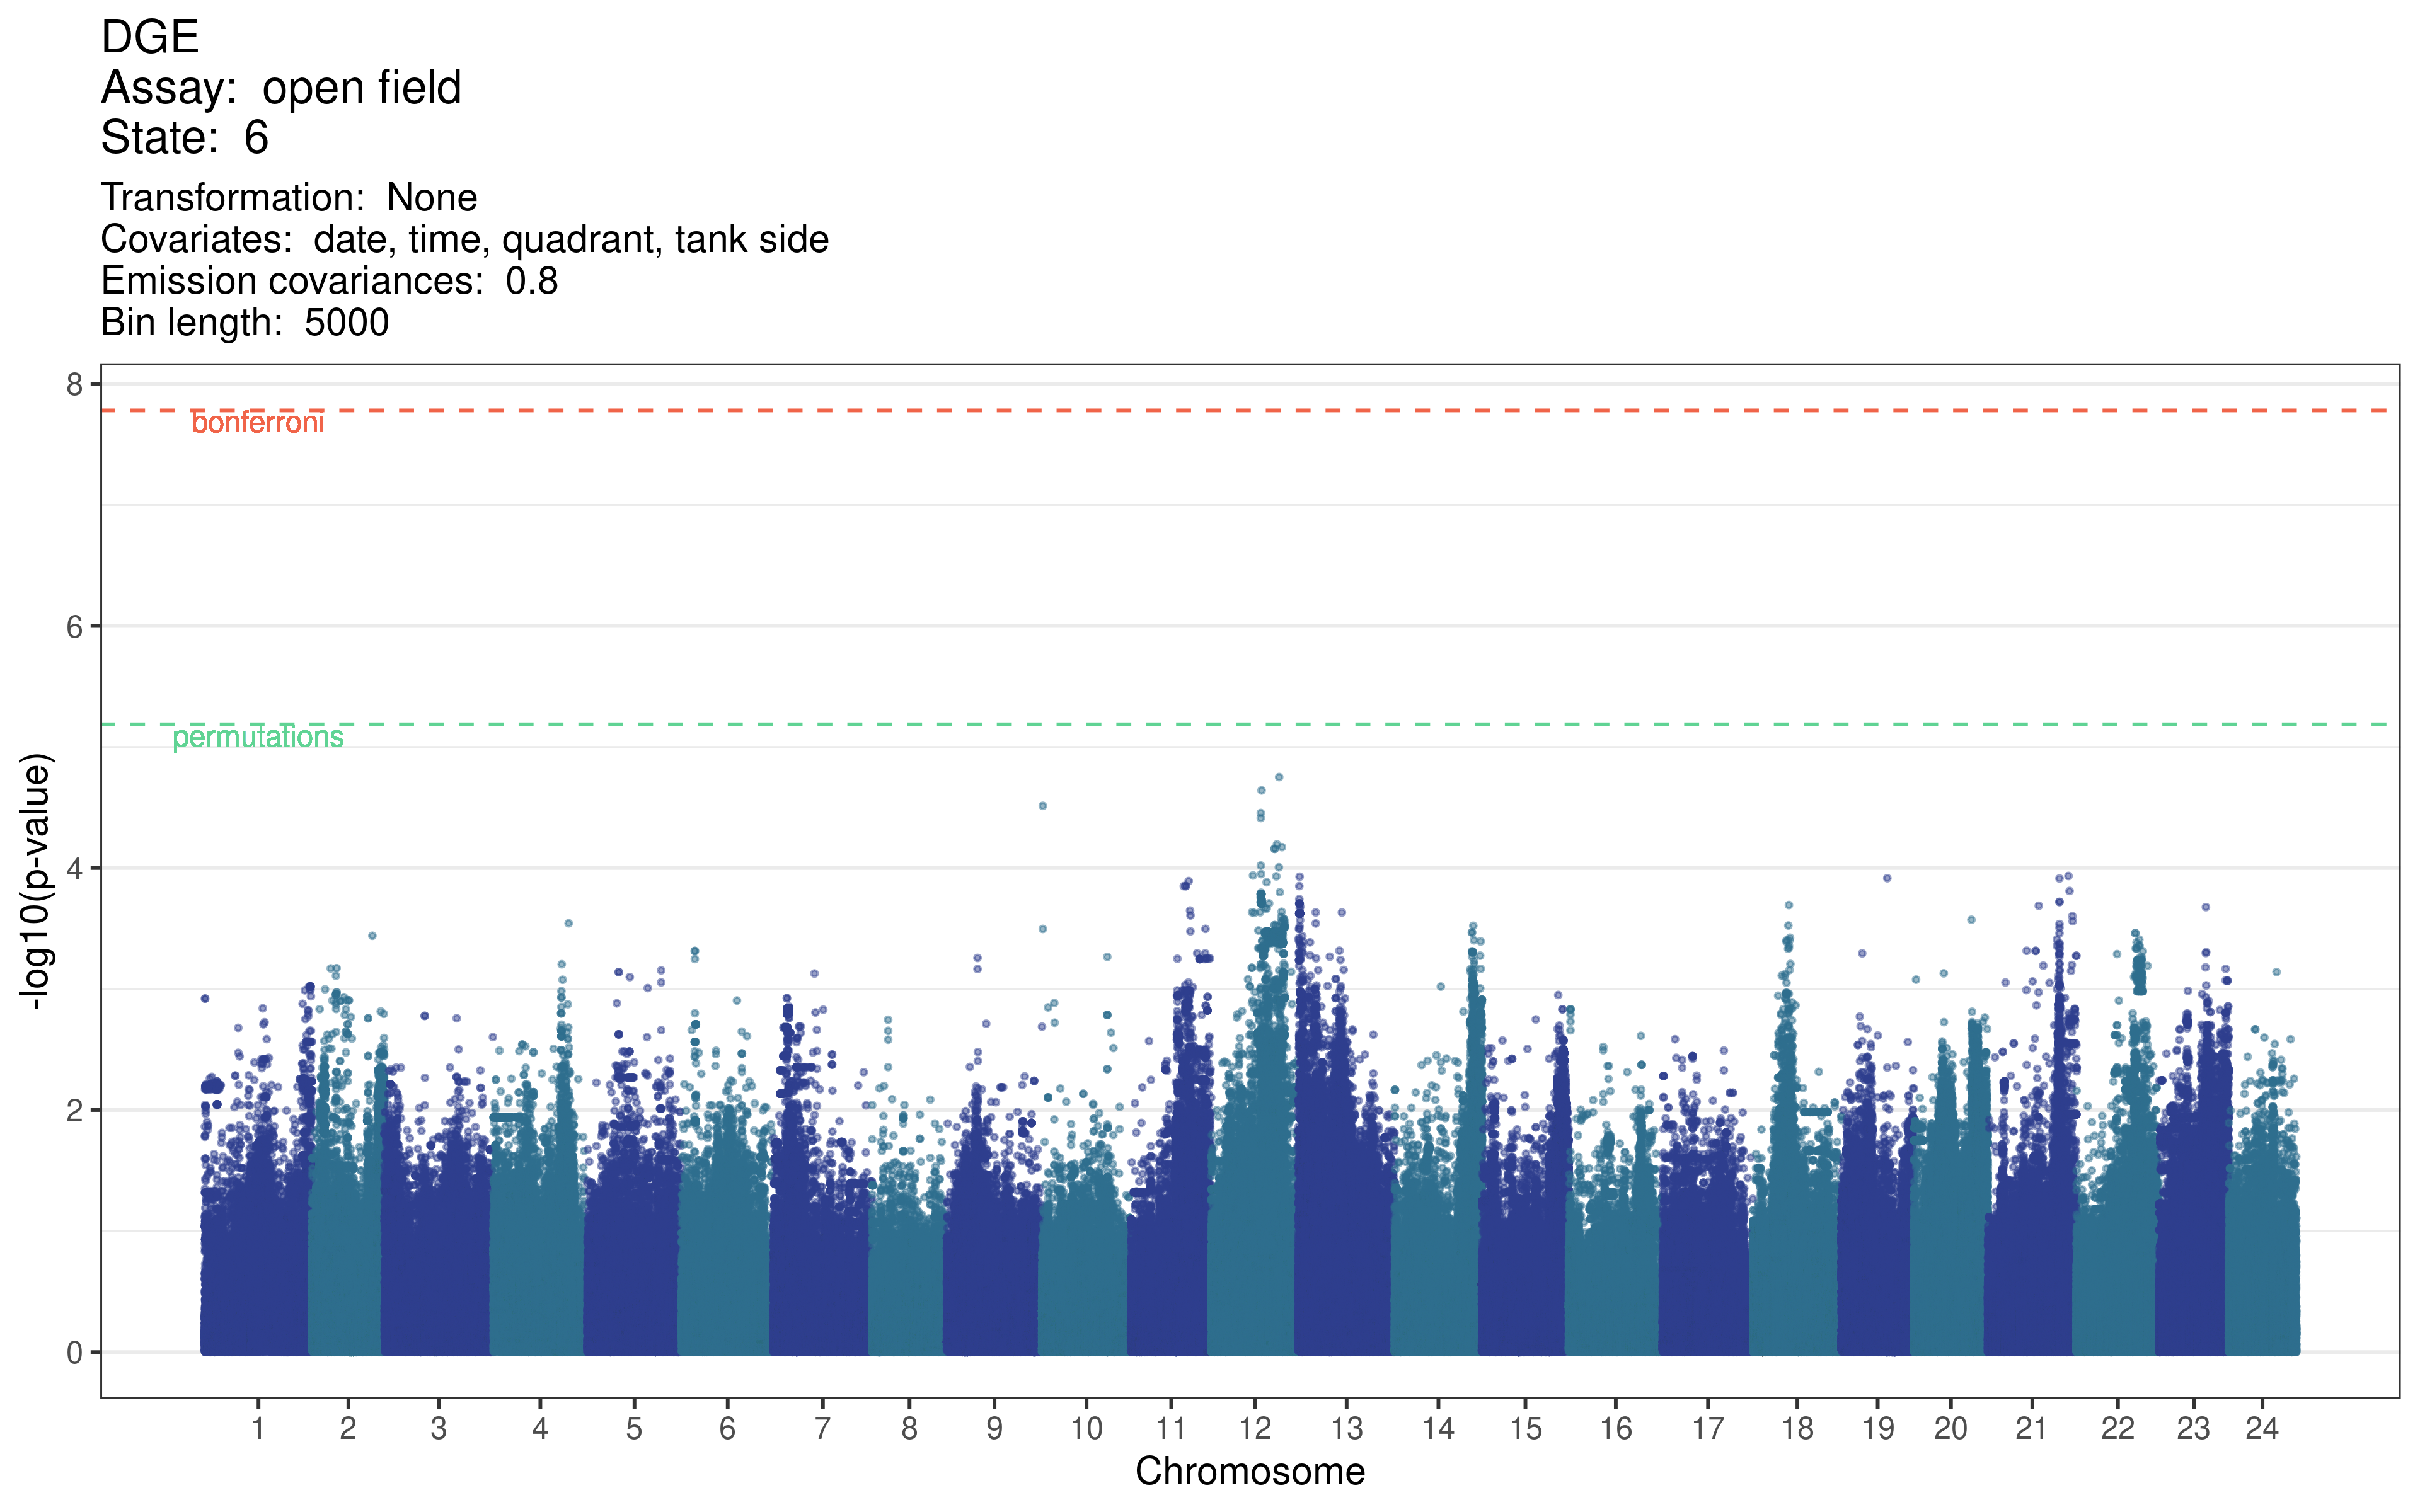 DGE
Assay:  open field
State:  6
Transformation:  None
Covariates:  date, time, quadrant, tank side
Emission covariances:  0.8
Bin length:  5000
8
bonferroni
6
permutations
4
2
0
-log10(p-value)
1 2 3 4 5 6 7 8 9 10 11 12 13 14 15 16 17 18 19 20 21 22 23 24
Chromosome